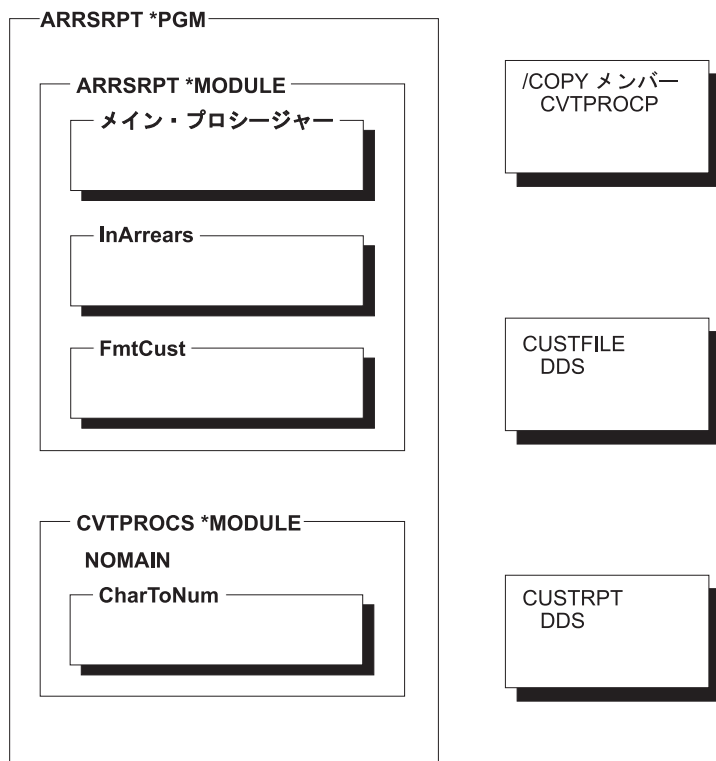 ARRSRPT *PGM
ARRSRPT *MODULE
メイン・プロシージャー
InArrears
FmtCust
CVTPROCS *MODULE
NOMAIN
CharToNum
/COPY メンバー
CVTPROCP
CUSTFILE
DDS
CUSTRPT
DDS